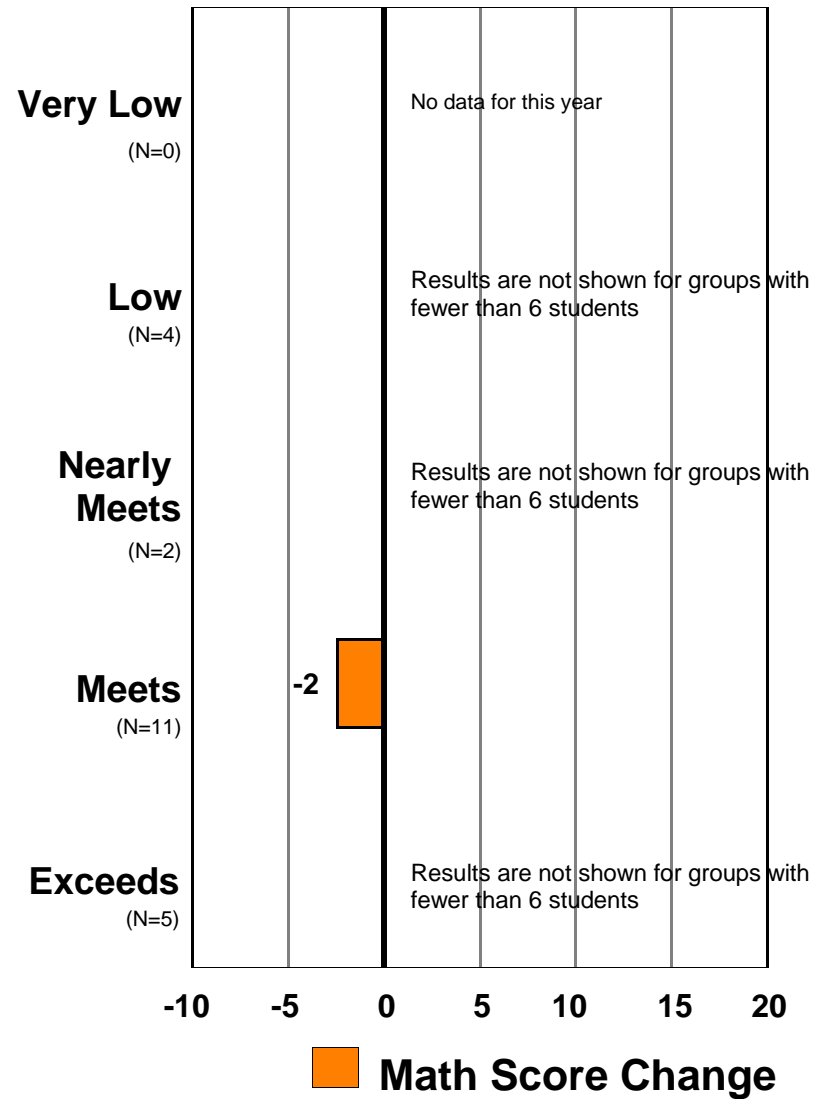 Very Low
(N=0)
No data for this year
Low
(N=4)
Results are not shown for groups with
fewer than 6 students
Nearly
Meets
(N=2)
Results are not shown for groups with
fewer than 6 students
Meets
(N=11)
-2
Exceeds
(N=5)
Results are not shown for groups with
fewer than 6 students
-10 -5 0 5 10 15 20
Math Score Change